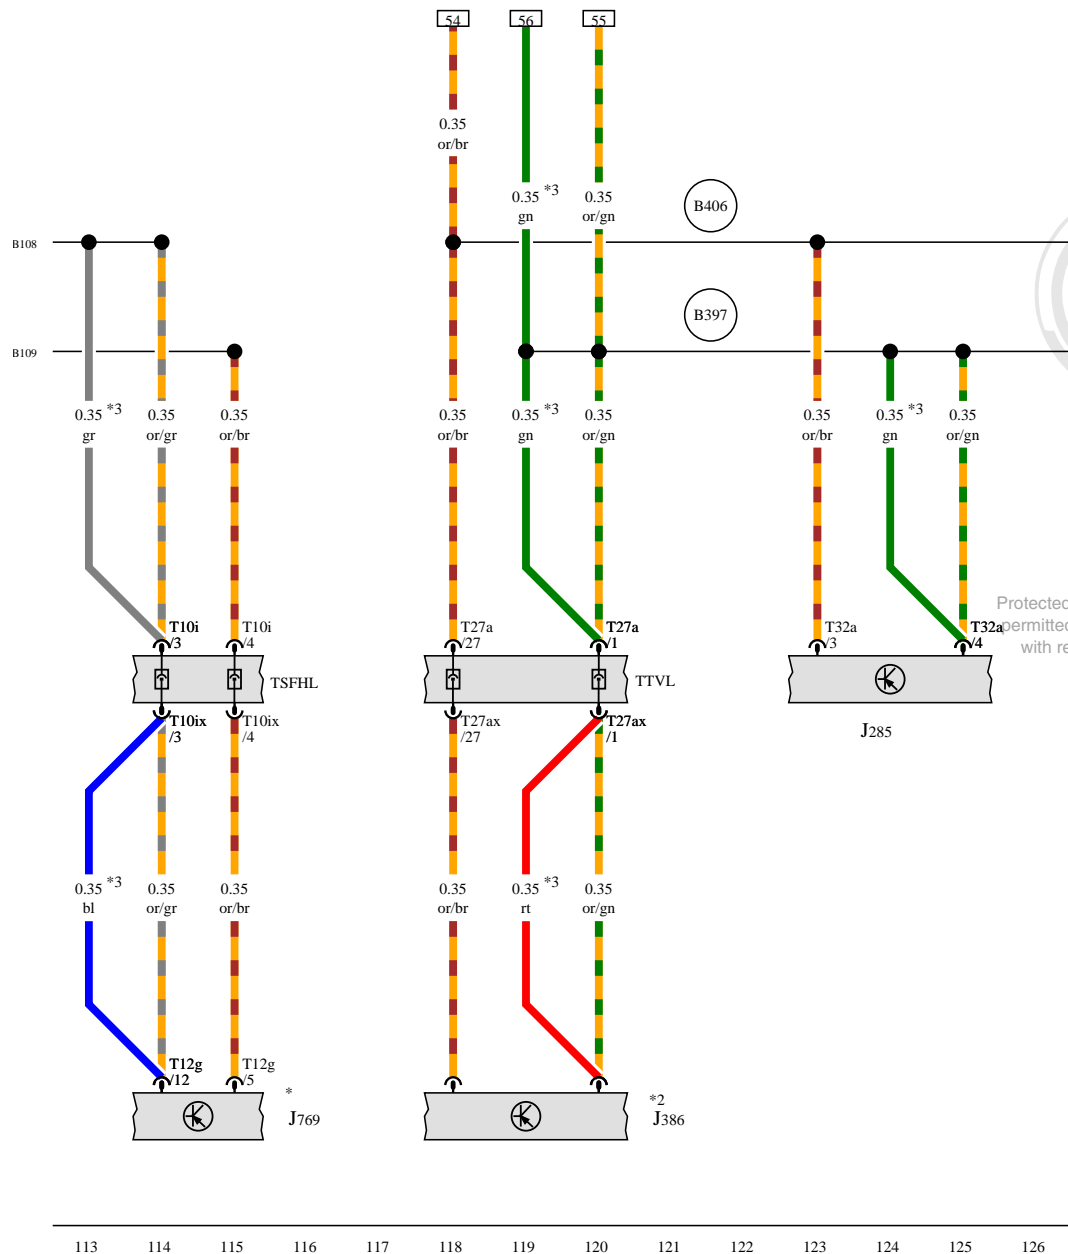 54 56 55
0.35
or/br
0.35 *3
gn
0.35
or/gn
B406
B108
B397
B109
0.35 *3
gr
0.35
or/gr
0.35
or/br
0.35
or/br
0.35 *3
gn
0.35
or/gn
0.35
or/br
0.35 *3
gn
0.35
or/gn
Protected
permitted
with re
T10i
/3
T10i
/4
T27a
/27
T27a
/1
T32a
/3
T32a
/4
TSFHL
TTVL
J285
T10ix
/3
T10ix
/4
T27ax
/27
T27ax
/1
0.35 *3
bl
0.35
or/gr
0.35
or/br
0.35
or/br
0.35 *3
rt
0.35
or/gn
T12g
/12
T12g
/5
*
J769
*2
J386
113 114 115 116 117 118 119 120 121 122 123 124 125 126